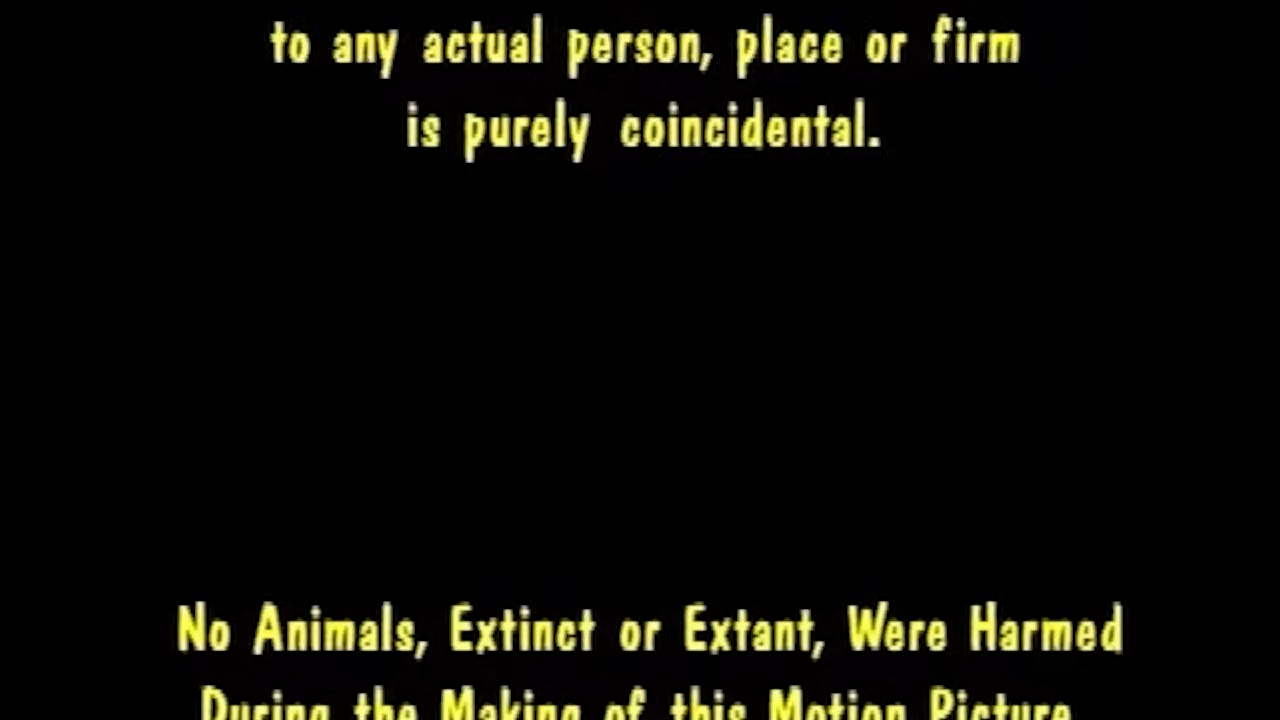 to any actual person, place or firm
is purely coincidental.
No Animals, Extinct or Extant, Were Harmed
During the Making of this Motion Picture